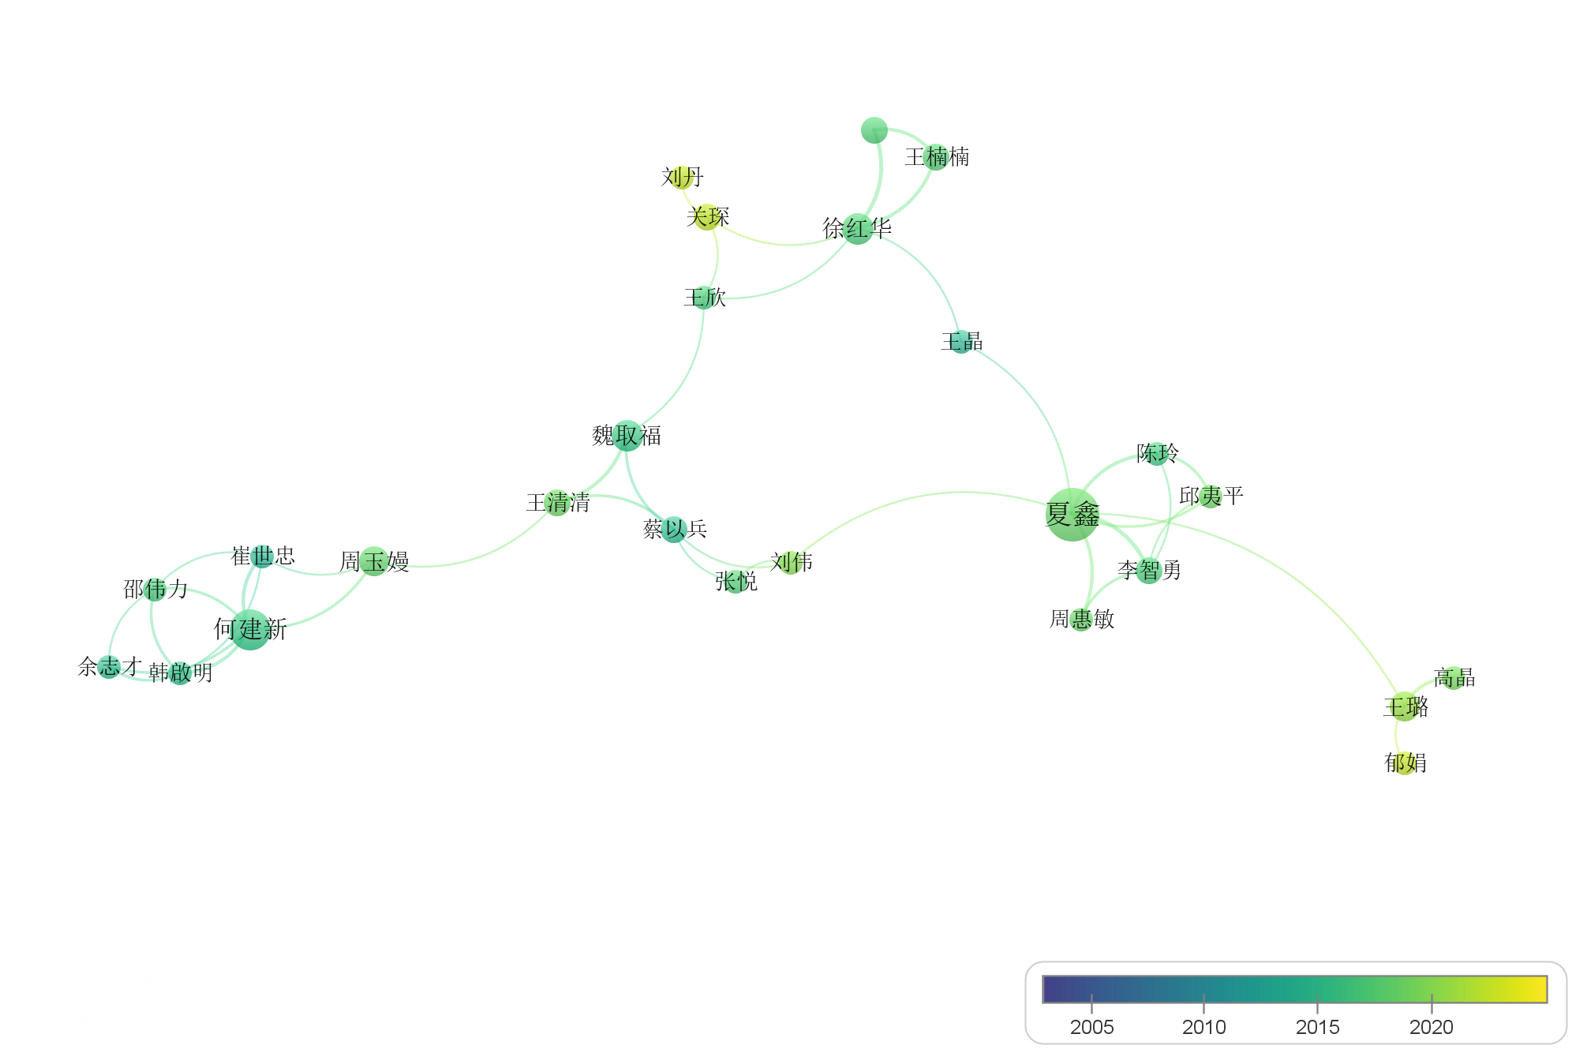 王楠楠
刘丹
关琛
徐红华
王欣
王晶
魏取福
陈玲
邱夷平
王清清
夏鑫
蔡以兵
崔世忠
周玉嫚
刘伟
李智勇
张悦
邵伟力
周惠敏
何建新
余志才
韩啟明
高晶
王璐
郁娟
2005 2010 2015 2020